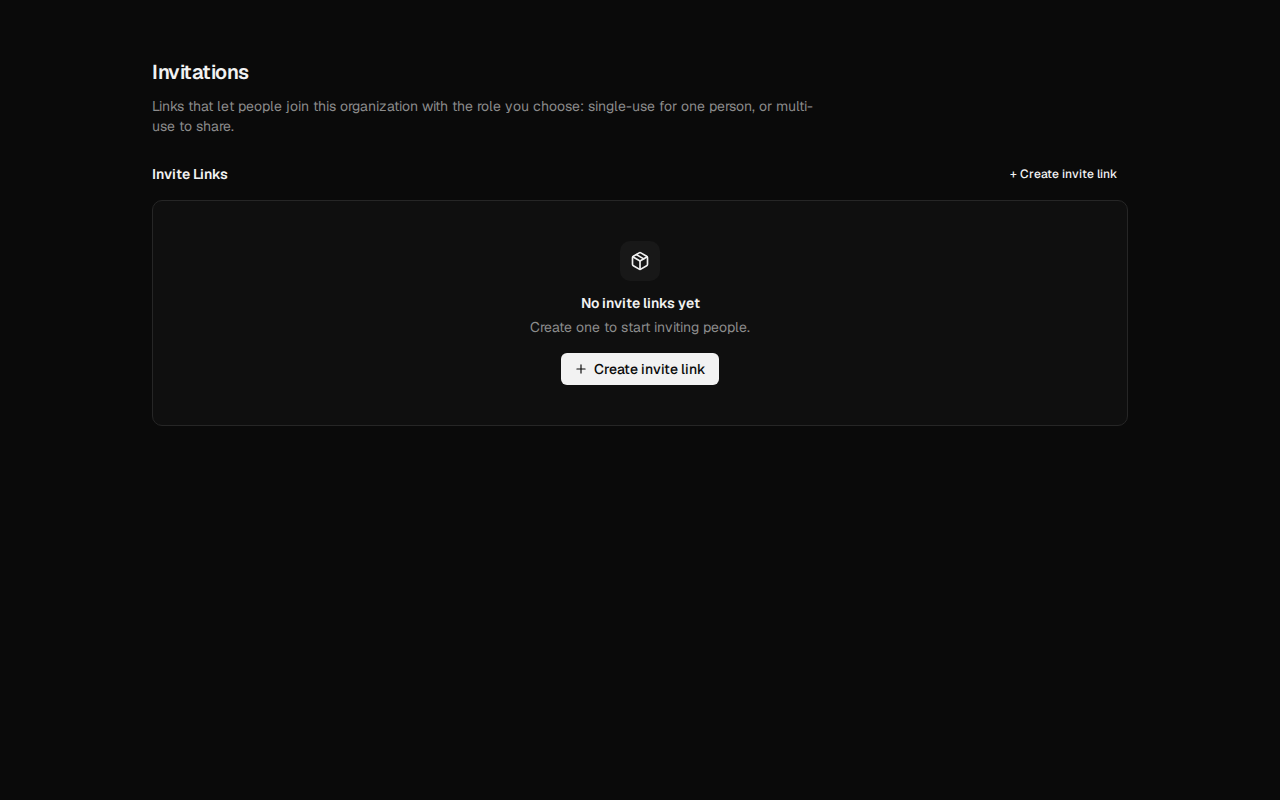 Invitations
Links that let people join this organization with the role you choose: single-use for one person, or multi-
use to share.
Invite Links
+ Create invite link
No invite links yet
Create one to start inviting people.
+ Create invite link